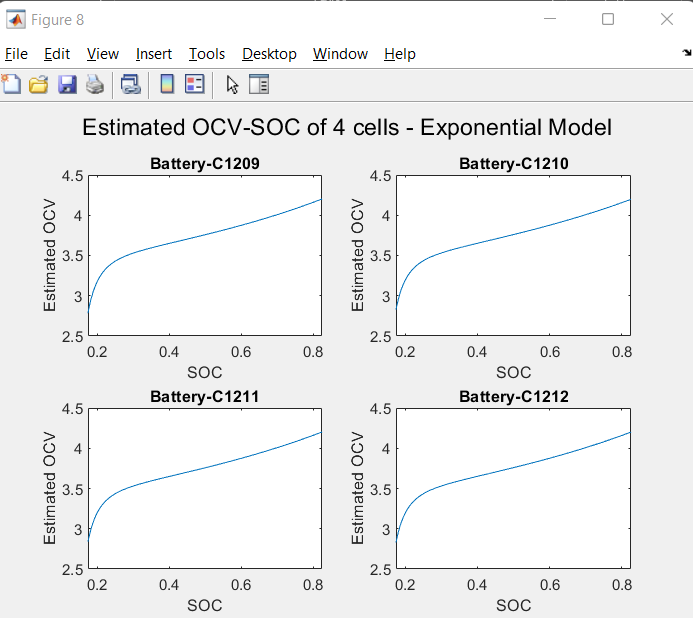 Figure 8
File Edit View Insert Tools Desktop Window Help
Estimated OCV-SOC of 4 cells - Exponential Model
Battery-C1209
4.5
4
3.5
3
2.5
Estimated OCV
0.2 0.4 0.6 0.8
SOC
Battery-C1210
4.5
4
3.5
3
2.5
Estimated OCV
0.2 0.4 0.6 0.8
SOC
Battery-C1211
4.5
4
3.5
3
2.5
Estimated OCV
0.2 0.4 0.6 0.8
SOC
Battery-C1212
4.5
4
3.5
3
2.5
Estimated OCV
0.2 0.4 0.6 0.8
SOC